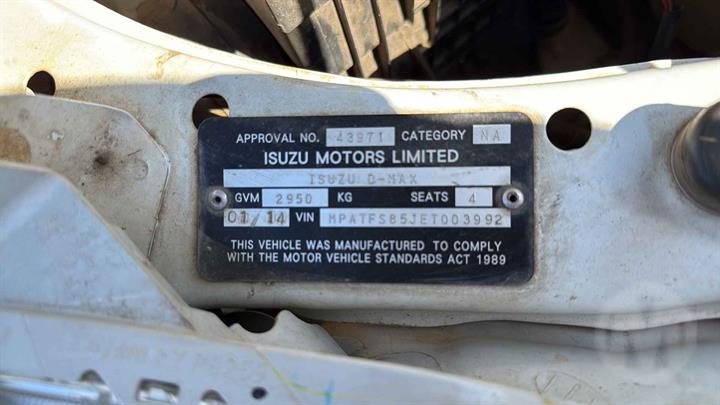 APPROVAL NO. 43971 CATEGORY NA
ISUZU MOTORS LIMITED
ISUZU D-MAX
GVM 2950 KG SEATS 4
01/14 VIN MPATFS85JET003992
THIS VEHICLE WAS MANUFACTURED TO COMPLY
WITH THE MOTOR VEHICLE STANDARDS ACT 1989